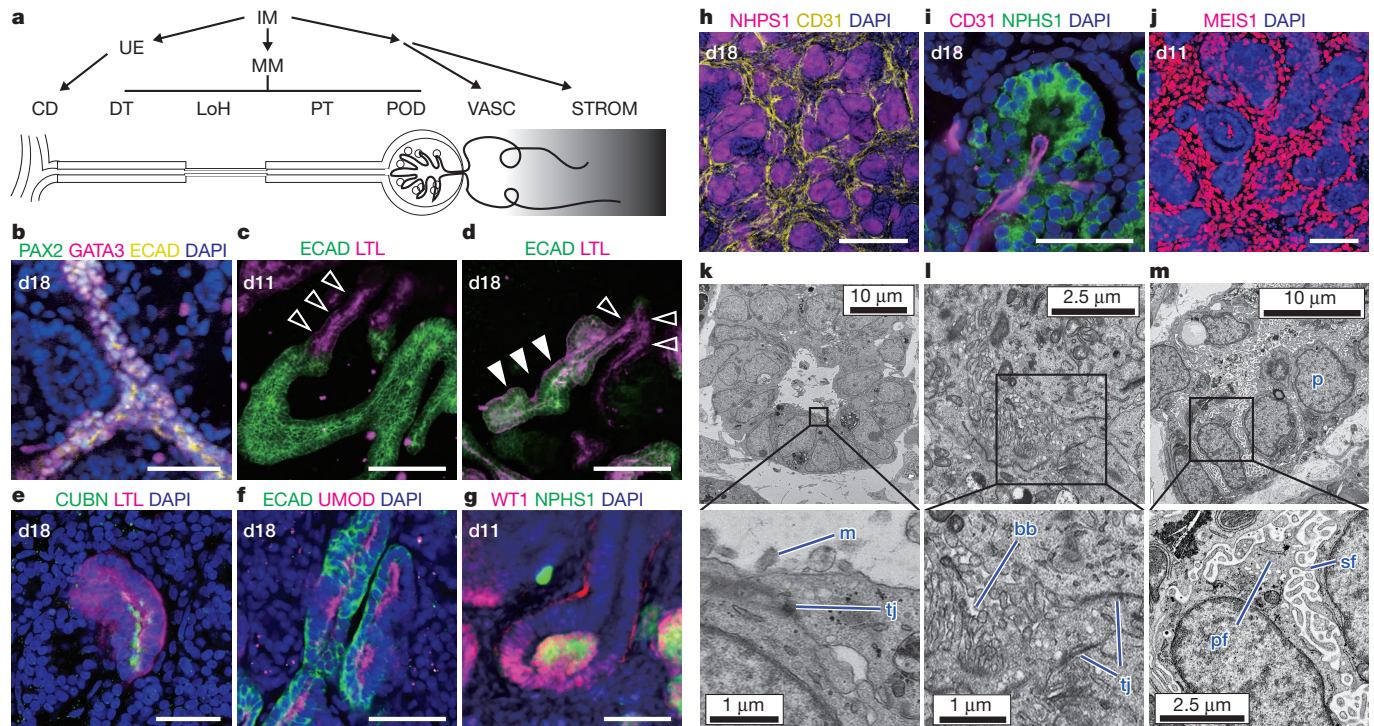 a
IM
UE
MM
CD DT LoH PT POD VASC STROM
b
PAX2 GATA3 ECAD DAPI
d18
c
ECAD LTL
d11
d
ECAD LTL
d18
e
CUBN LTL DAPI
d18
f
ECAD UMOD DAPI
d18
g
WT1 NPHS1 DAPI
d11
h
NHPS1 CD31 DAPI
d18
i
CD31 NPHS1 DAPI
d18
j
MEIS1 DAPI
d11
k
10 μm
m
tj
1 μm
l
2.5 μm
bb
tj
1 μm
m
10 μm
p
sf
pf
2.5 μm